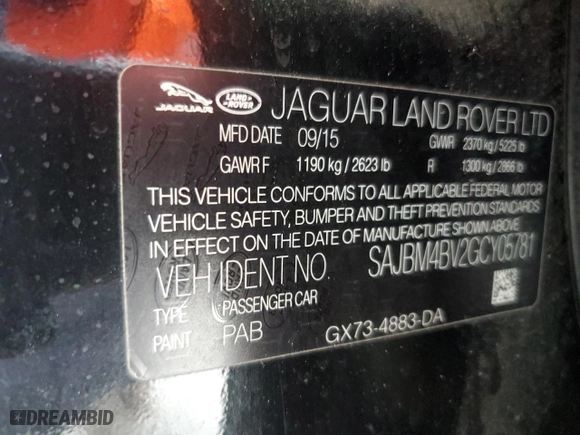 JAGUAR
LAND ROVER
JAGUAR LAND ROVER LTD
MFD DATE 09/15 GVWR 2370 kg / 5225 lb
GAWR F 1190 kg / 2623 lb R 1300 kg / 2866 lb
THIS VEHICLE CONFORMS TO ALL APPLICABLE FEDERAL MOTOR
VEHICLE SAFETY, BUMPER AND THEFT PREVENTION STANDARDS
IN EFFECT ON THE DATE OF MANUFACTURE SHOWN ABOVE.
VEH IDENT NO. SAJBM4BV2GCY05781
TYPE PASSENGER CAR
PAINT PAB GX73-4883-DA
DREAMBID